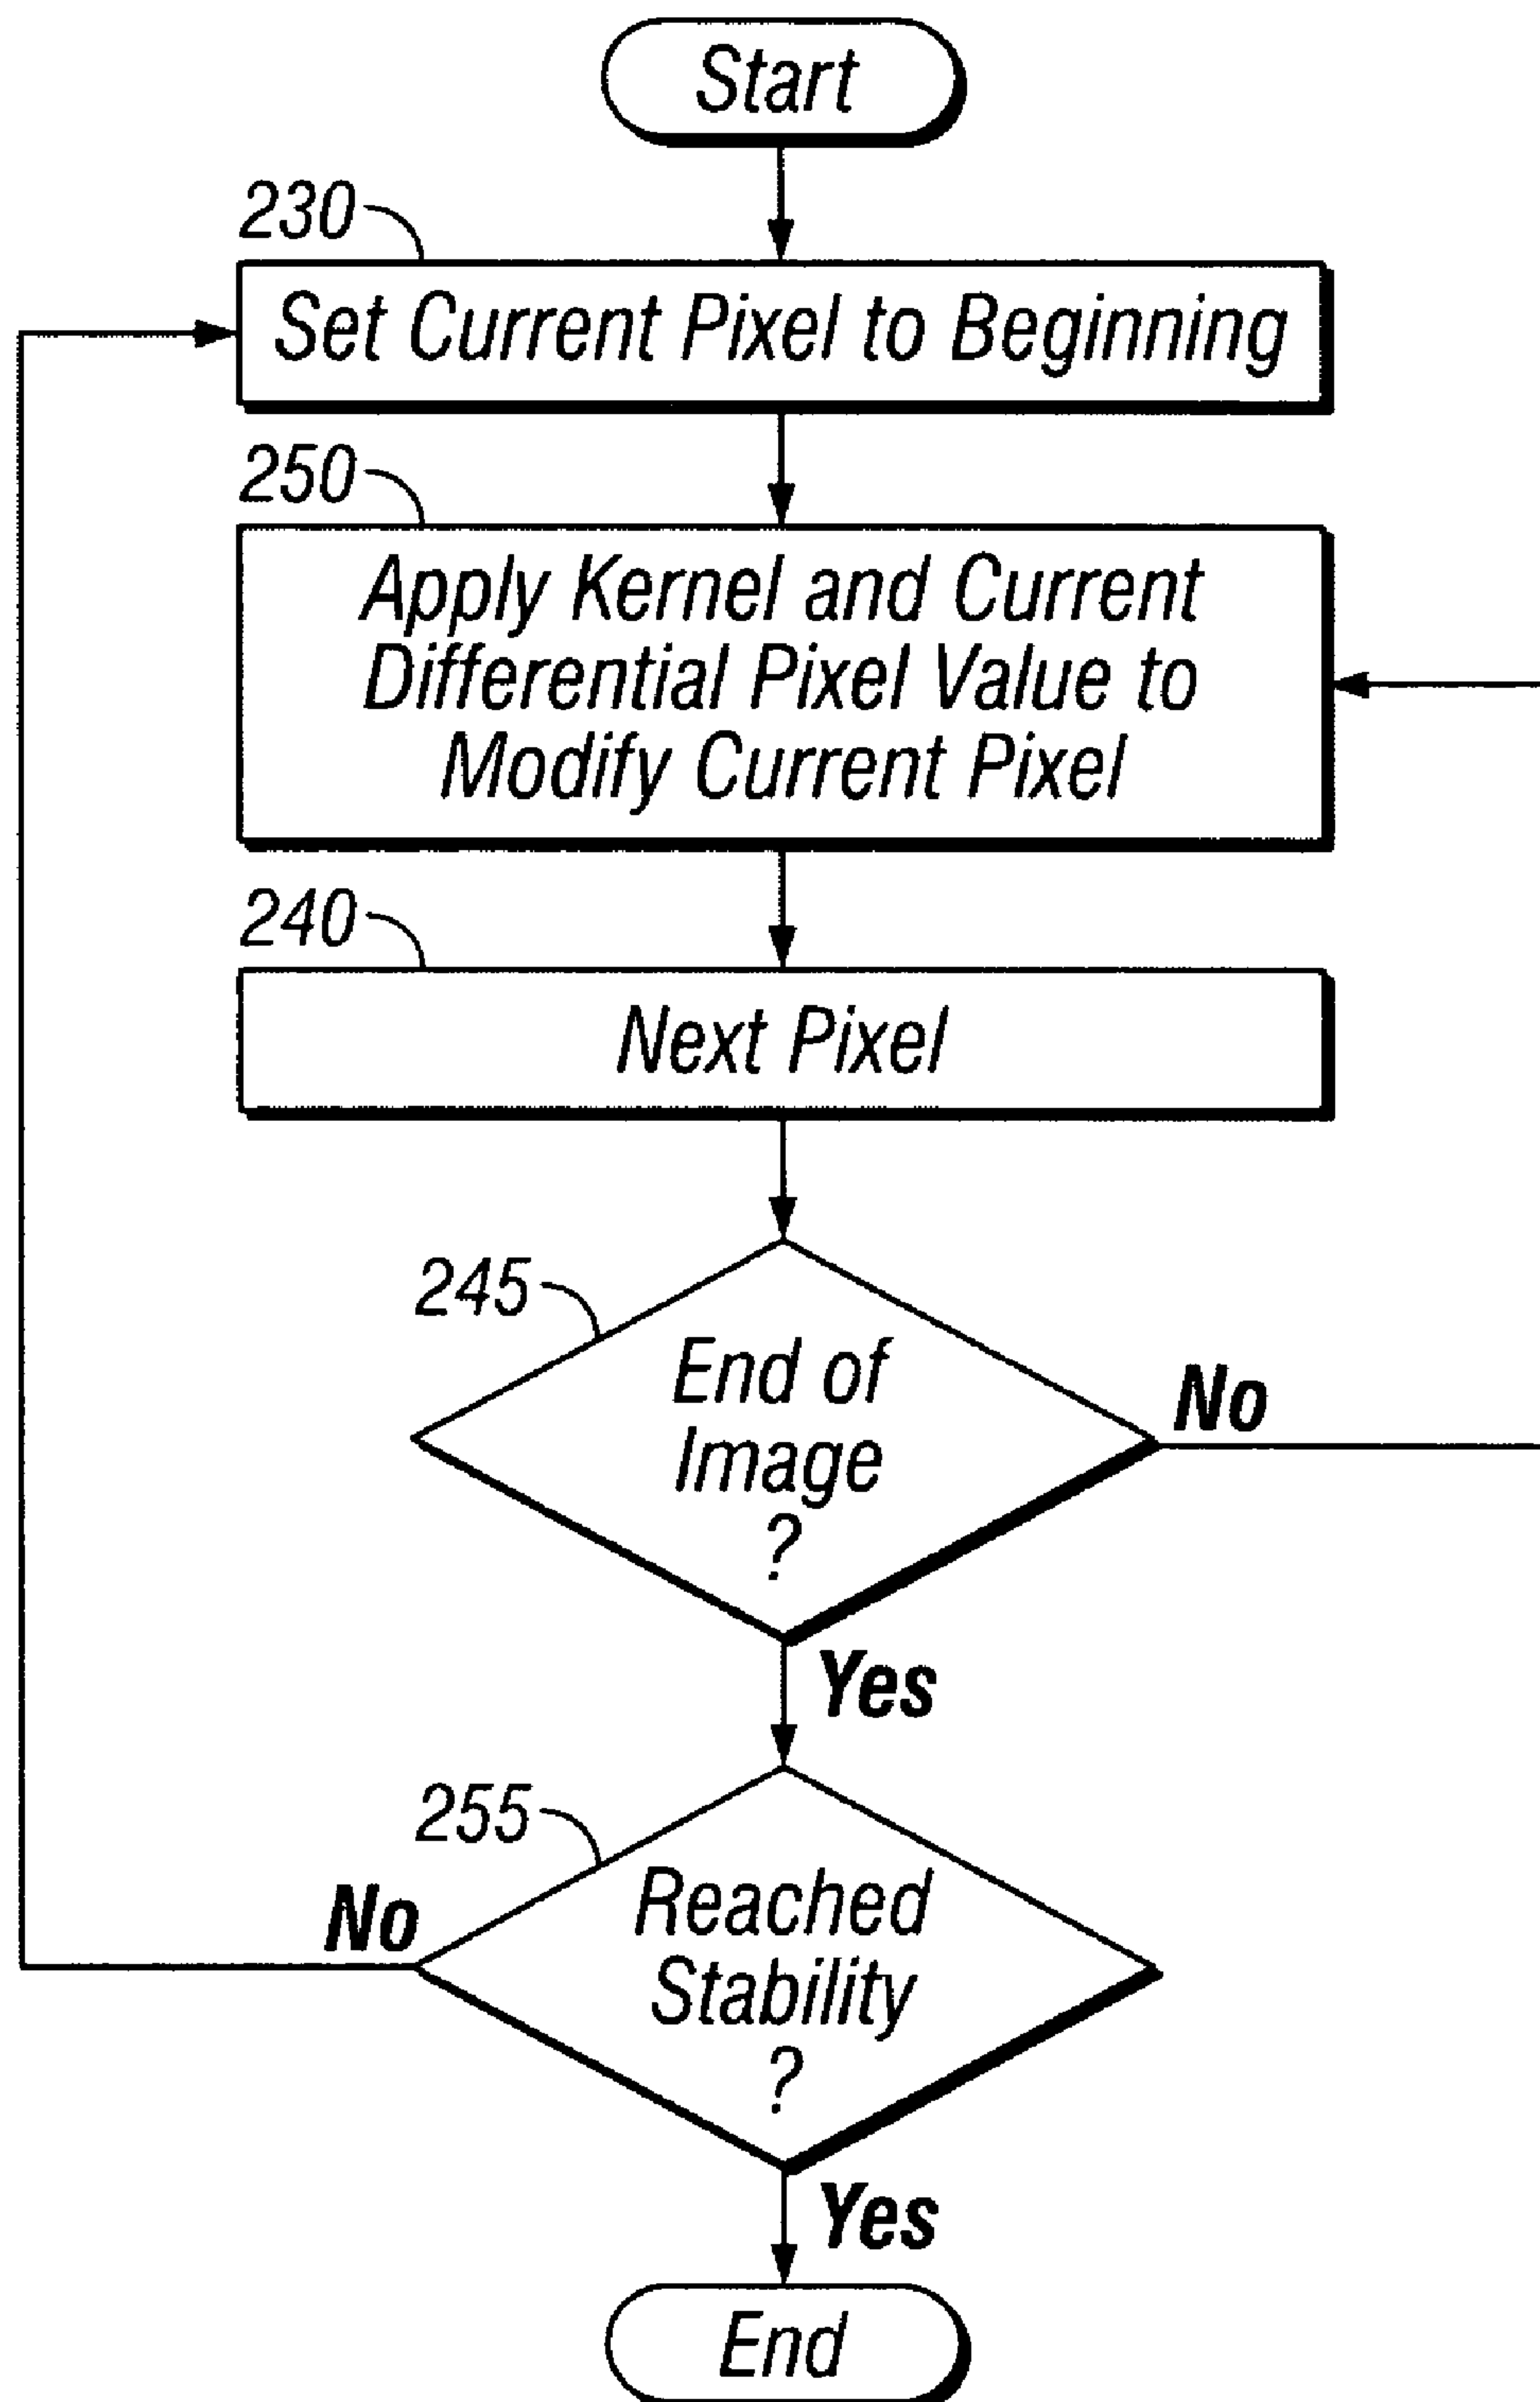 Start
230
Set Current Pixel to Beginning
250
Apply Kernel and Current
Differential Pixel Value to
Modify Current Pixel
240
Next Pixel
245
End of
Image
?
No
Yes
255
Reached
Stability
?
No
Yes
End